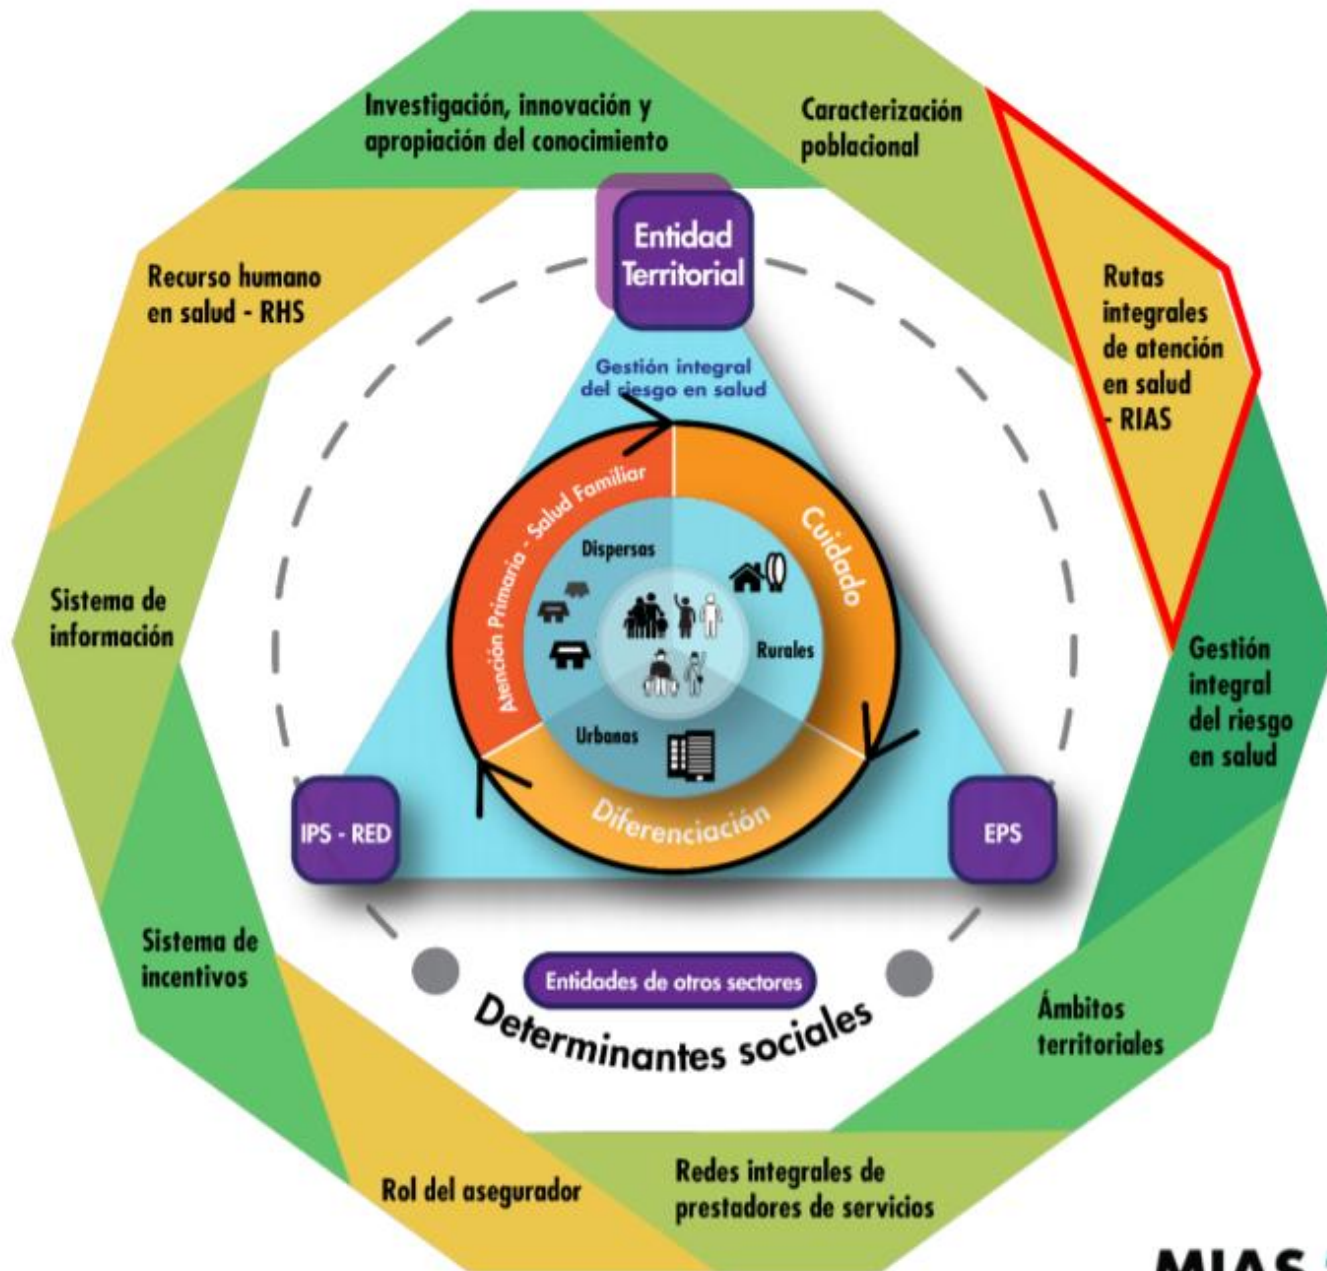 Investigación, innovación y
apropiación del conocimiento
Caracterización
poblacional
Rutas
integrales
de atención
en salud
- RIAS
Gestión
integral
del riesgo
en salud
Ámbitos
territoriales
Redes integrales de
prestadores de servicios
Rol del asegurador
Sistema de
incentivos
Sistema de
información
Recurso humano
en salud - RHS
Entidad
Territorial
Gestión integral
del riesgo en salud
Atención Primaria - Salud Familiar
Cuidado
Diferenciación
Dispersas
Rurales
Urbanas
IPS - RED
EPS
Entidades de otros sectores
Determinantes sociales
MIAS